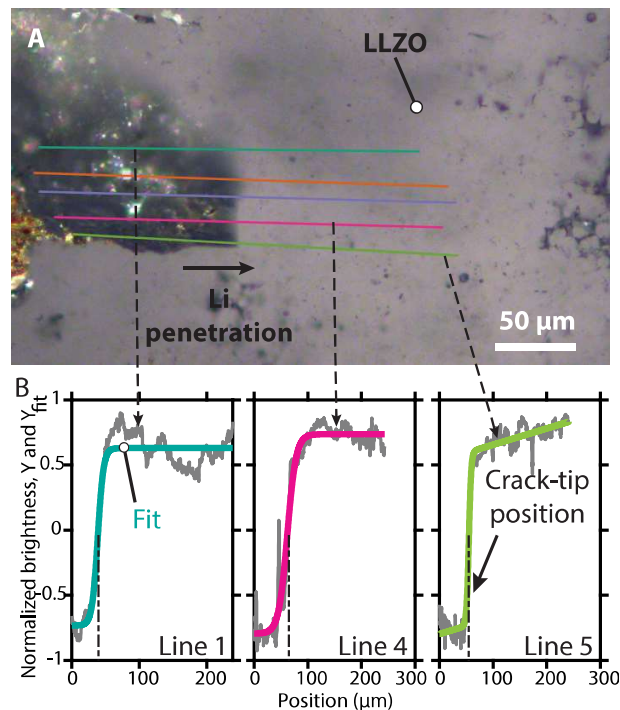 A
LLZO
Li
penetration
50 µm
B
Normalized brightness, Y and Yfit
1
0.5
0
-0.5
-1
Fit
Crack-tip
position
Line 1
Line 4
Line 5
0 100 200
0 100 200 300
0 100 200 300
Position (µm)